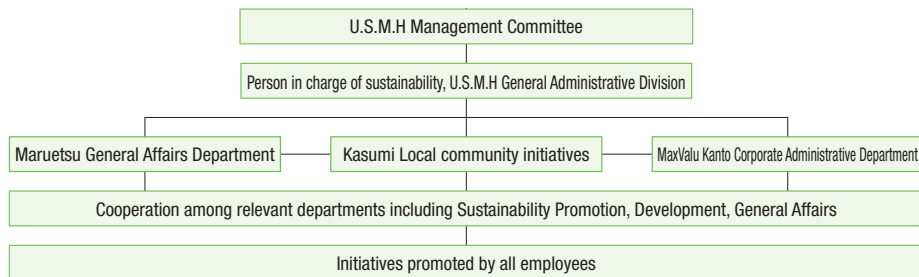 U.S.M.H Management Committee
Person in charge of sustainability, U.S.M.H General Administrative Division
Maruetsu General Affairs Department
Kasumi Local community initiatives
MaxValu Kanto Corporate Administrative Department
Cooperation among relevant departments including Sustainability Promotion, Development, General Affairs
Initiatives promoted by all employees